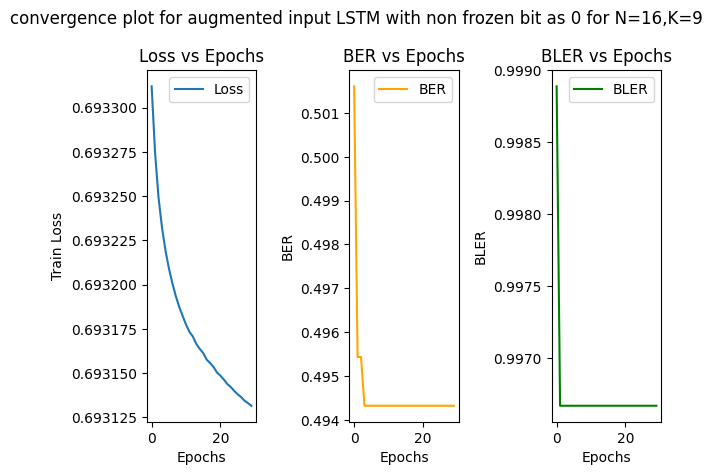 convergence plot for augmented input LSTM with non frozen bit as 0 for N=16,K=9
Loss vs Epochs
Loss
0.693300
0.693275
0.693250
0.693225
0.693200
0.693175
0.693150
0.693125
Train Loss
0 20
Epochs
BER vs Epochs
BER
0.501
0.500
0.499
0.498
0.497
0.496
0.495
0.494
BER
0 20
Epochs
BLER vs Epochs
BLER
0.9990
0.9985
0.9980
0.9975
0.9970
BLER
0 20
Epochs